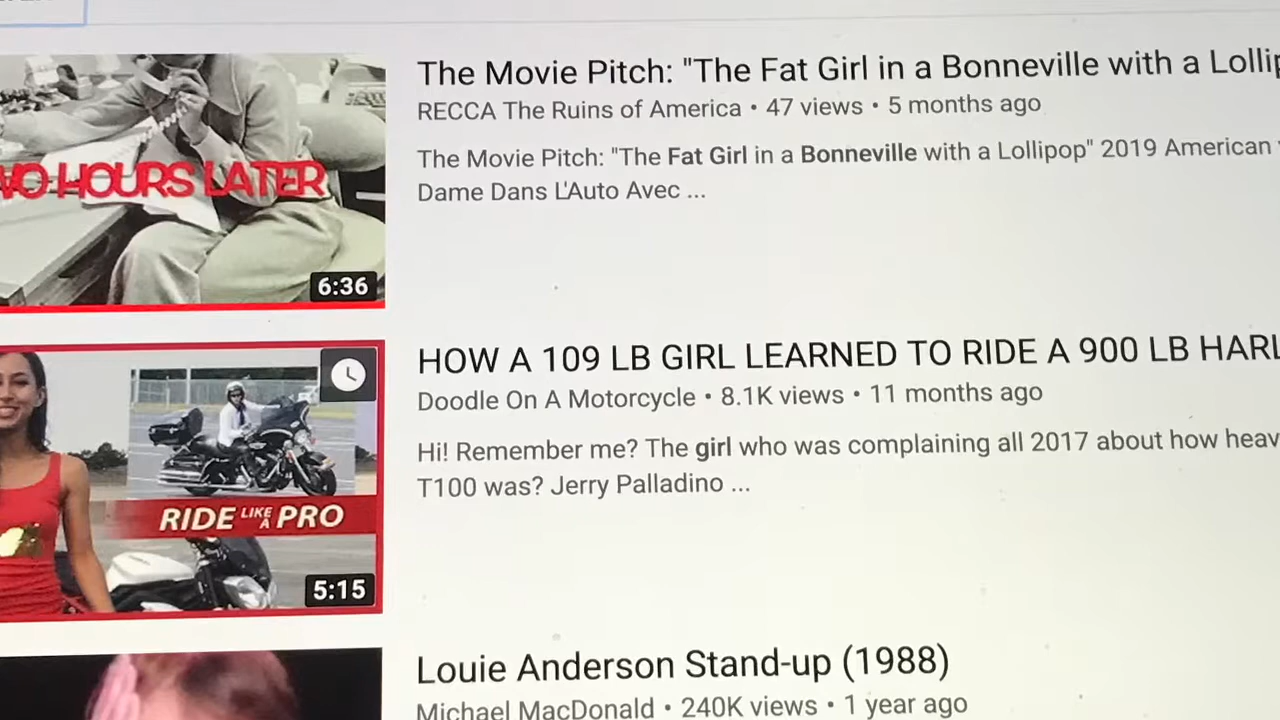 The Movie Pitch: "The Fat Girl in a Bonneville with a
RECCA The Ruins of America • 47 views • 5 months ago
The Movie Pitch: "The Fat Girl in a Bonneville with a Lollipop" 2019 American
Dame Dans L'Auto Avec ...
HOURS LATER
6:36
HOW A 109 LB GIRL LEARNED TO RIDE A 900 LB
Doodle On A Motorcycle • 8.1K views • 11 months ago
Hi! Remember me? The girl who was complaining all 2017 about how
T100 was? Jerry Palladino ...
RIDE LIKE A PRO
5:15
Louie Anderson Stand-up (1988)
Michael MacDonald • 240K views • 1 year ago